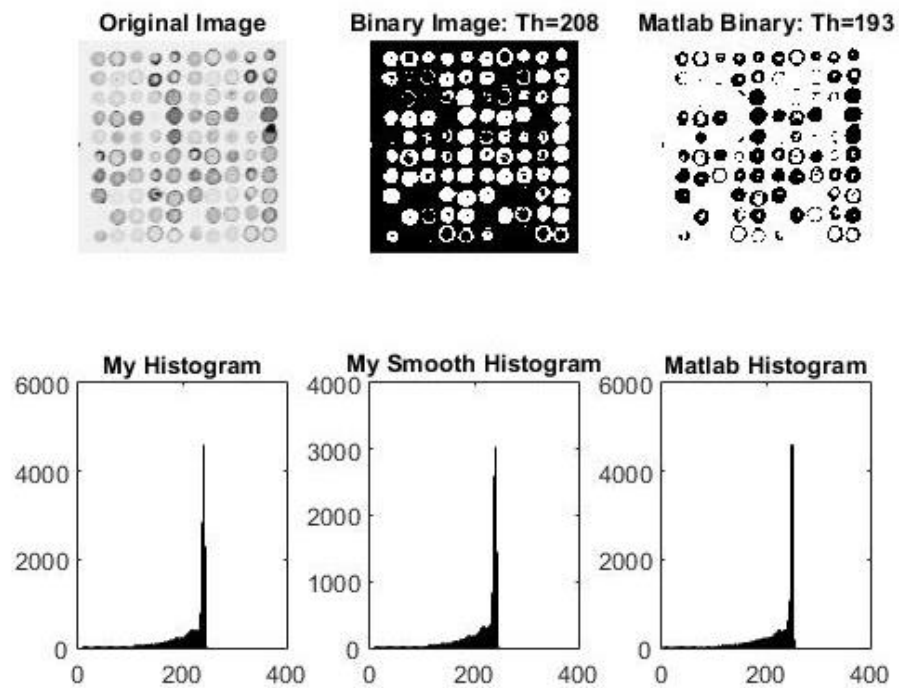 Original Image
Binary Image: Th=208
Matlab Binary: Th=193
My Histogram
6000
4000
2000
0
0 200 400
My Smooth Histogram
4000
3000
2000
1000
0
0 200 400
Matlab Histogram
6000
4000
2000
0
0 200 400